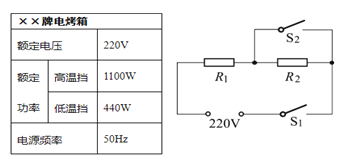 ××牌电烤箱
额定电压 220V
额定功率 高温挡 1100W
低温挡 440W
电源频率 50Hz
S₂
R₁ R₂
220V S₁